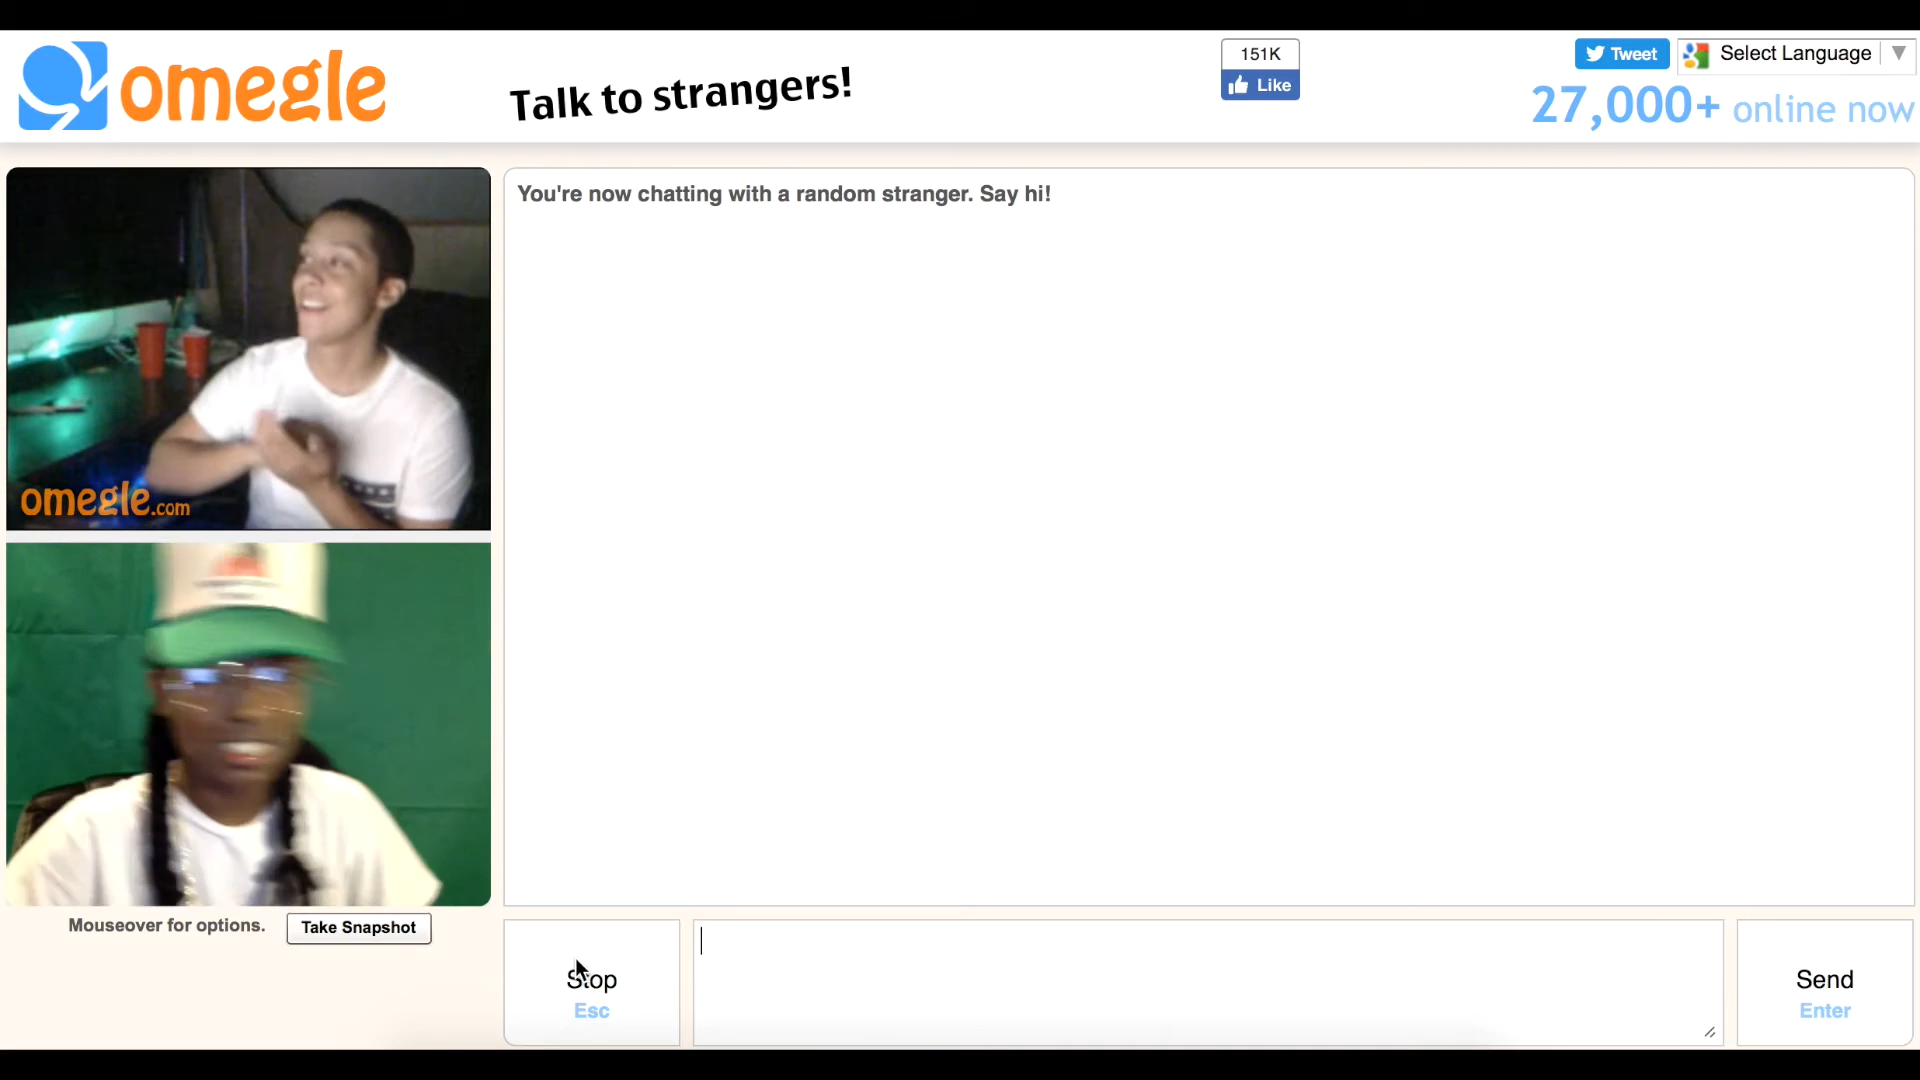 omegle
Talk to strangers!
151K
Like
Tweet
Select Language
27,000+ online now
You're now chatting with a random stranger. Say hi!
omegle.com
Mouseover for options.
Take Snapshot
Stop
Esc
Send
Enter